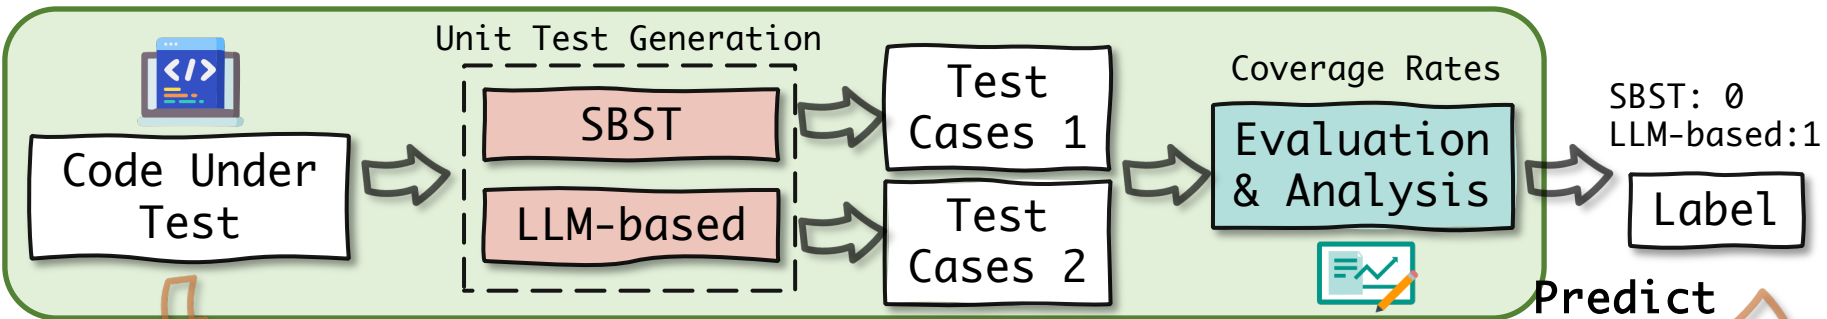 Unit Test Generation
</>
Code Under
Test
SBST
LLM-based
Test
Cases 1
Test
Cases 2
Coverage Rates
Evaluation
& Analysis
SBST: 0
LLM-based:1
Label
Predict